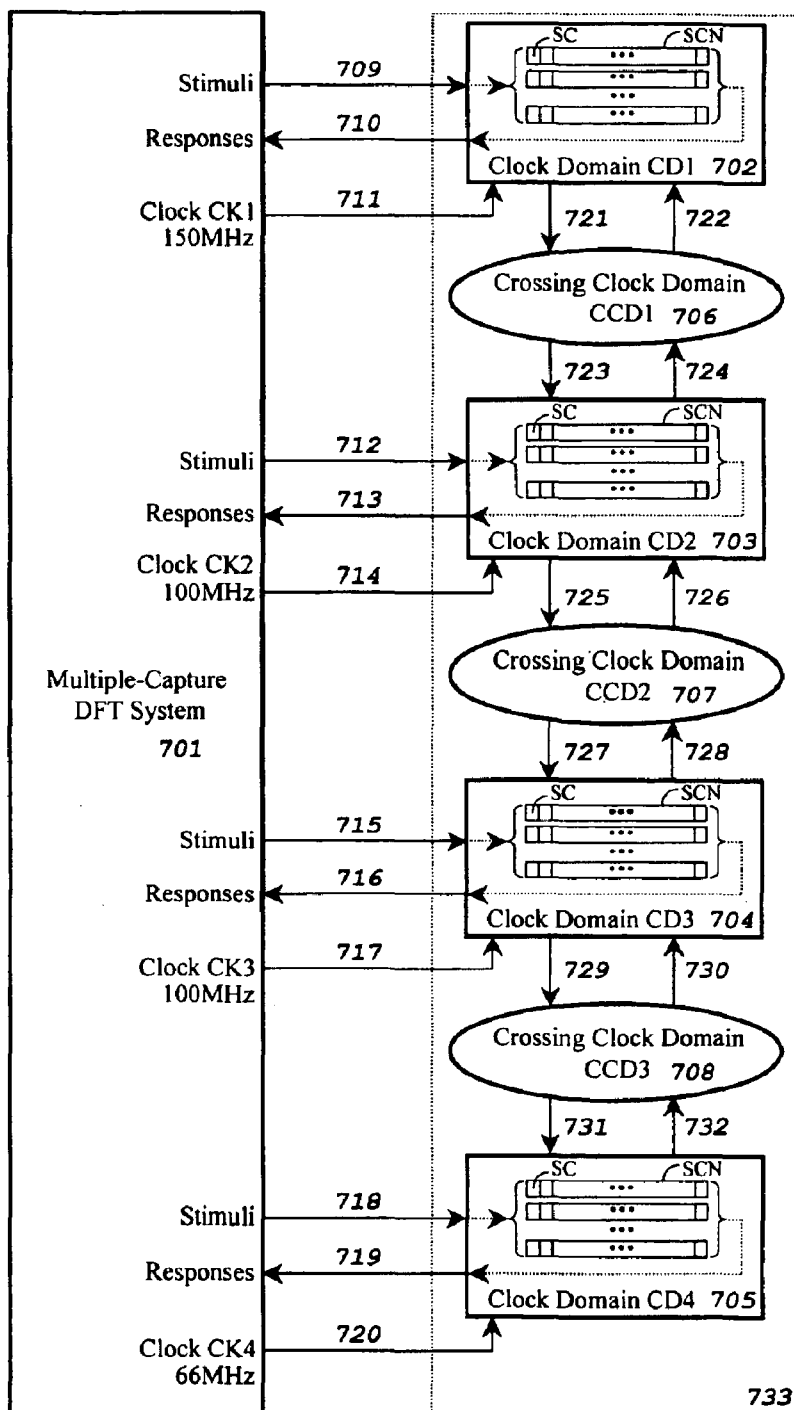 SC SCN
Stimuli 709
Responses 710
Clock Domain CD1 702
Clock CK1 711
150MHz
721 722
Crossing Clock Domain
CCD1 706
723 724
SC SCN
Stimuli 712
Responses 713
Clock Domain CD2 703
Clock CK2 714
100MHz
725 726
Crossing Clock Domain
CCD2 707
Multiple-Capture
DFT System
701
727 728
SC SCN
Stimuli 715
Responses 716
Clock Domain CD3 704
Clock CK3 717
100MHz
729 730
Crossing Clock Domain
CCD3 708
731 732
SC SCN
Stimuli 718
Responses 719
Clock Domain CD4 705
Clock CK4 720
66MHz
733